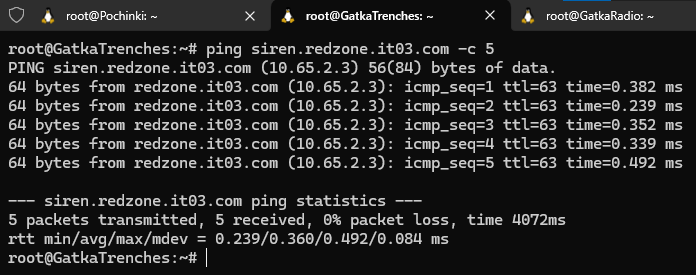 root@Pochinki: ~
root@GatkaTrenches: ~
root@GatkaRadio: ~
root@GatkaTrenches:~# ping siren.redzone.it03.com -c 5
PING siren.redzone.it03.com (10.65.2.3) 56(84) bytes of data.
64 bytes from redzone.it03.com (10.65.2.3): icmp_seq=1 ttl=63 time=0.382 ms
64 bytes from redzone.it03.com (10.65.2.3): icmp_seq=2 ttl=63 time=0.239 ms
64 bytes from redzone.it03.com (10.65.2.3): icmp_seq=3 ttl=63 time=0.352 ms
64 bytes from redzone.it03.com (10.65.2.3): icmp_seq=4 ttl=63 time=0.339 ms
64 bytes from redzone.it03.com (10.65.2.3): icmp_seq=5 ttl=63 time=0.492 ms
--- siren.redzone.it03.com ping statistics ---
5 packets transmitted, 5 received, 0% packet loss, time 4072ms
rtt min/avg/max/mdev = 0.239/0.360/0.492/0.084 ms
root@GatkaTrenches:~#